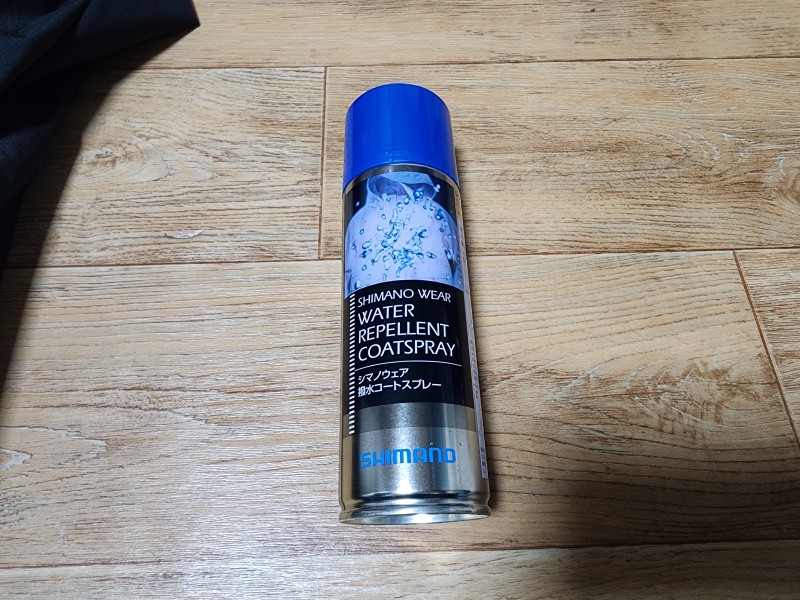 SHIMANO WEAR
WATER
REPELLENT
COATSPRAY
シマノウェア
撥水コートスプレー
SHIMANO